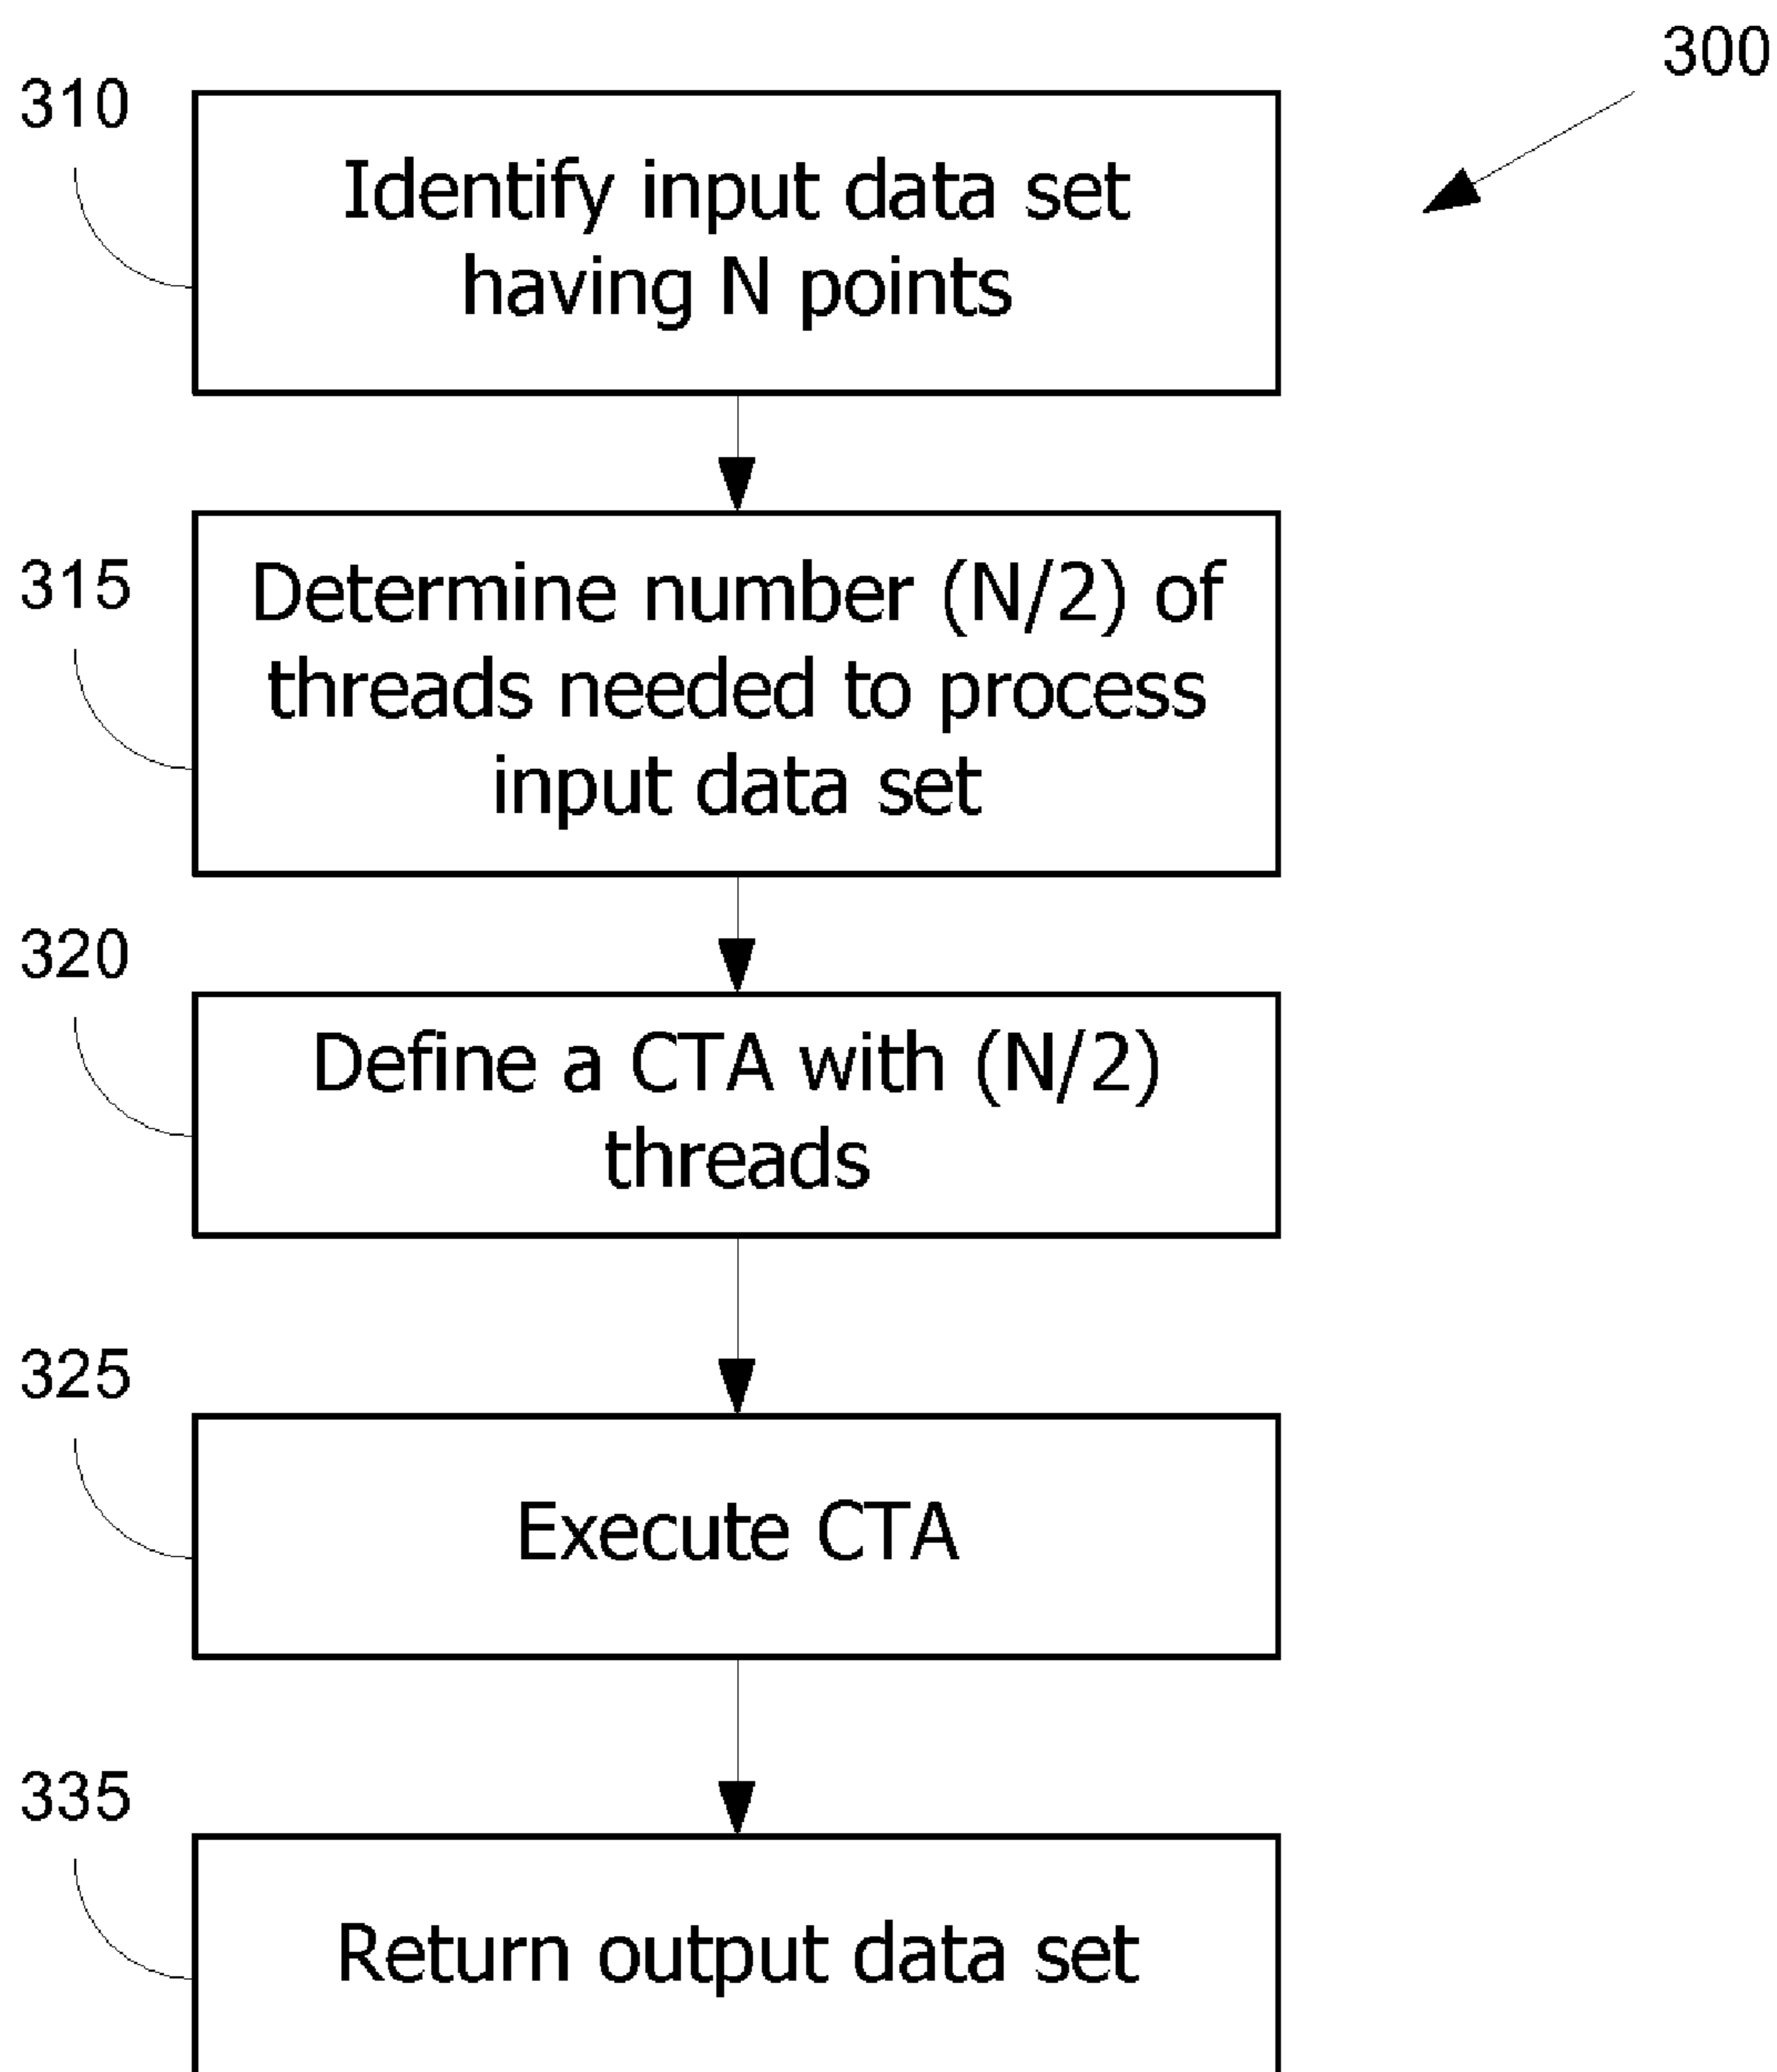 300
310
Identify input data set
having N points
315
Determine number (N/2) of
threads needed to process
input data set
320
Define a CTA with (N/2)
threads
325
Execute CTA
335
Return output data set